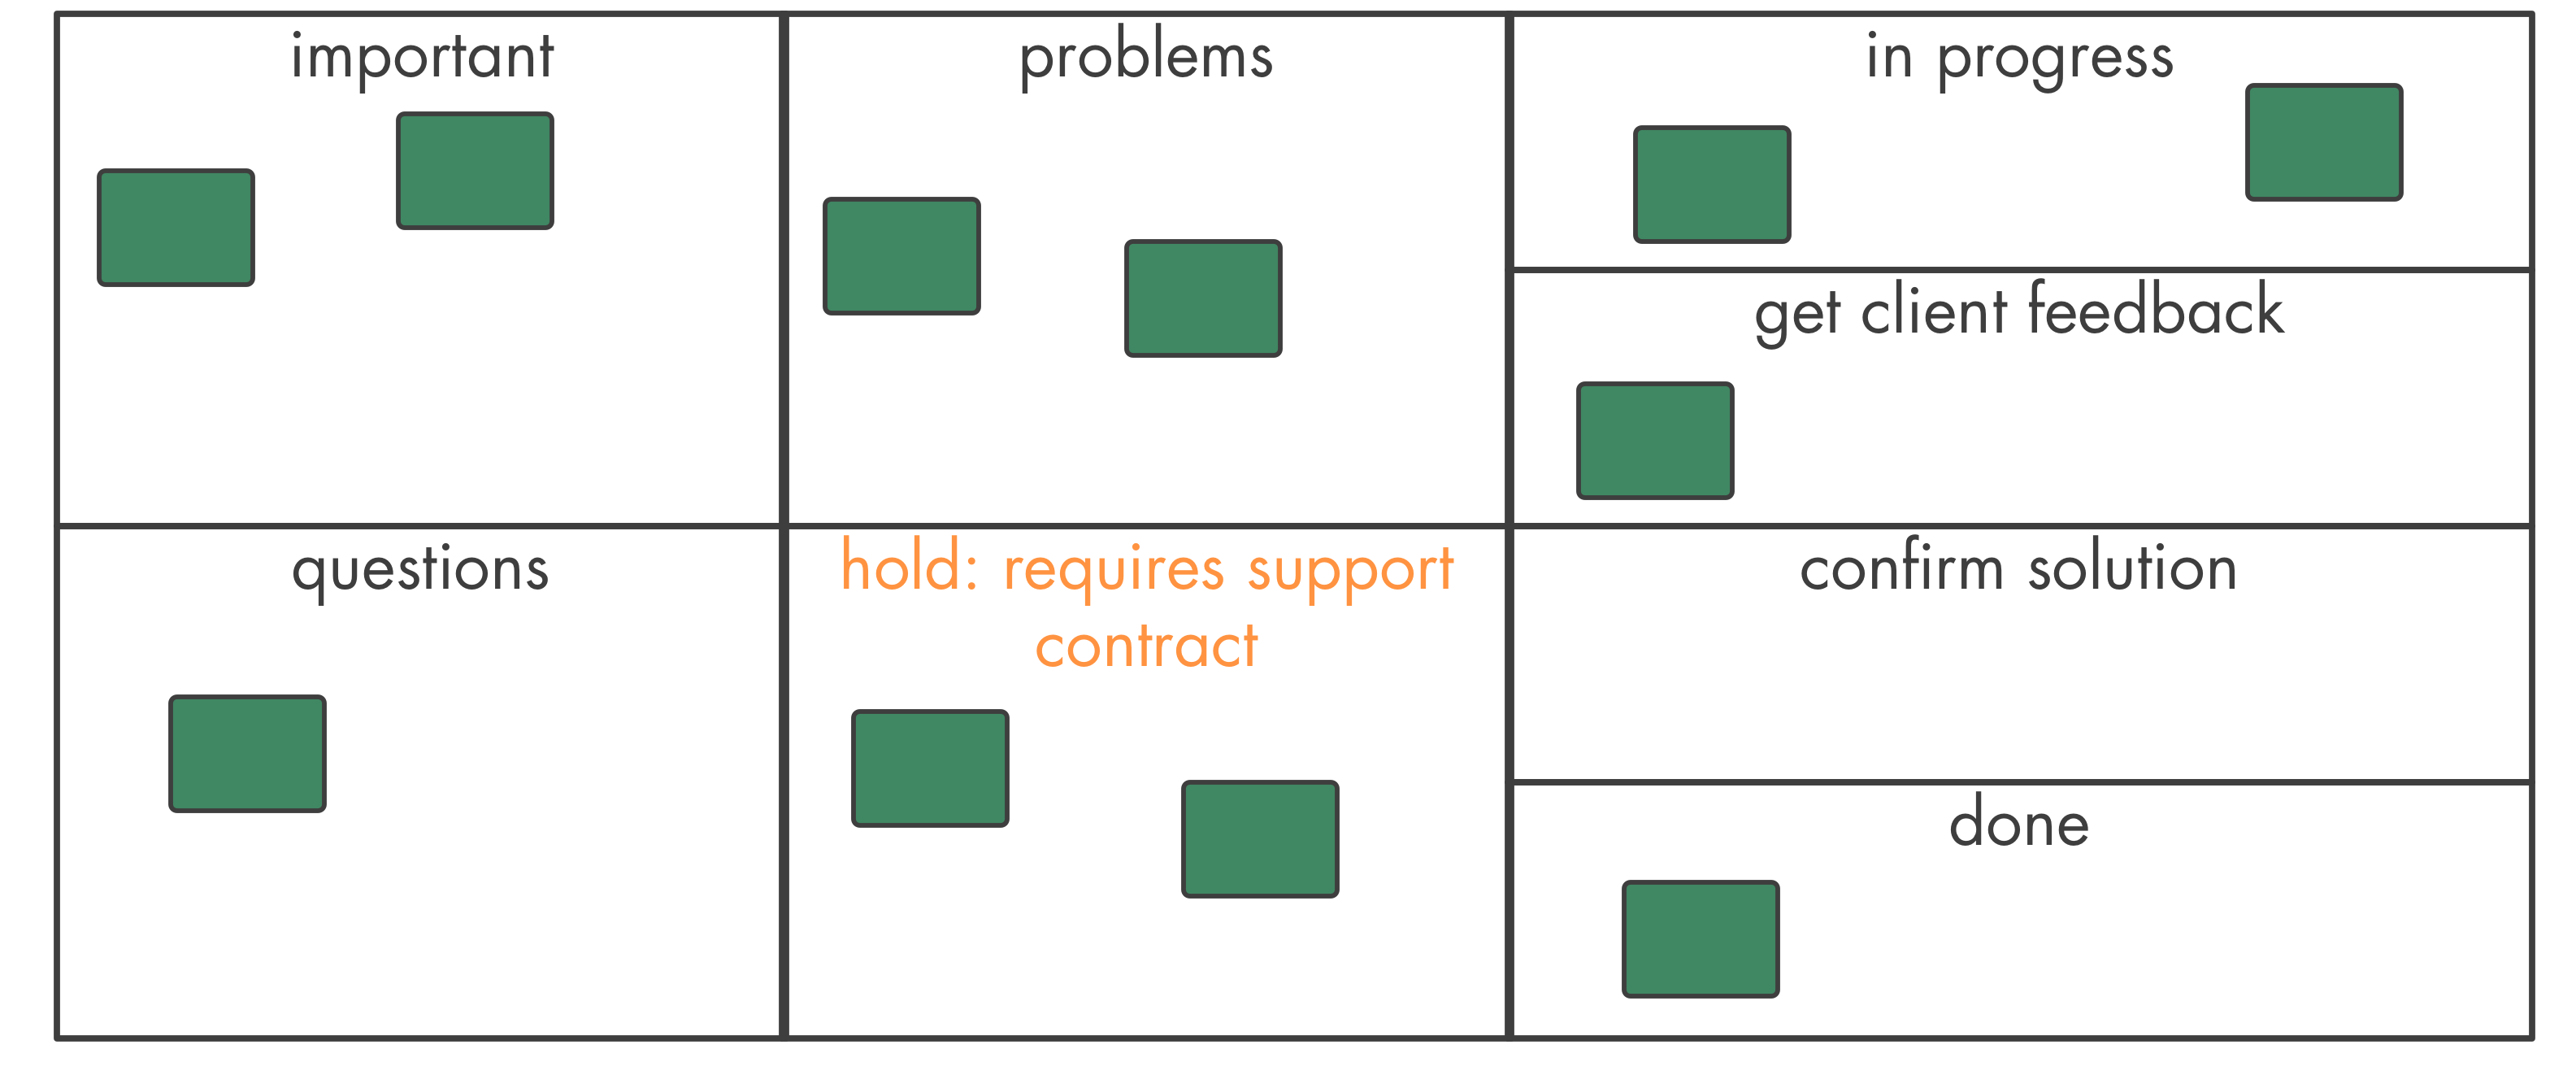 important
problems
in progress
get client feedback
questions
hold: requires support
contract
confirm solution
done